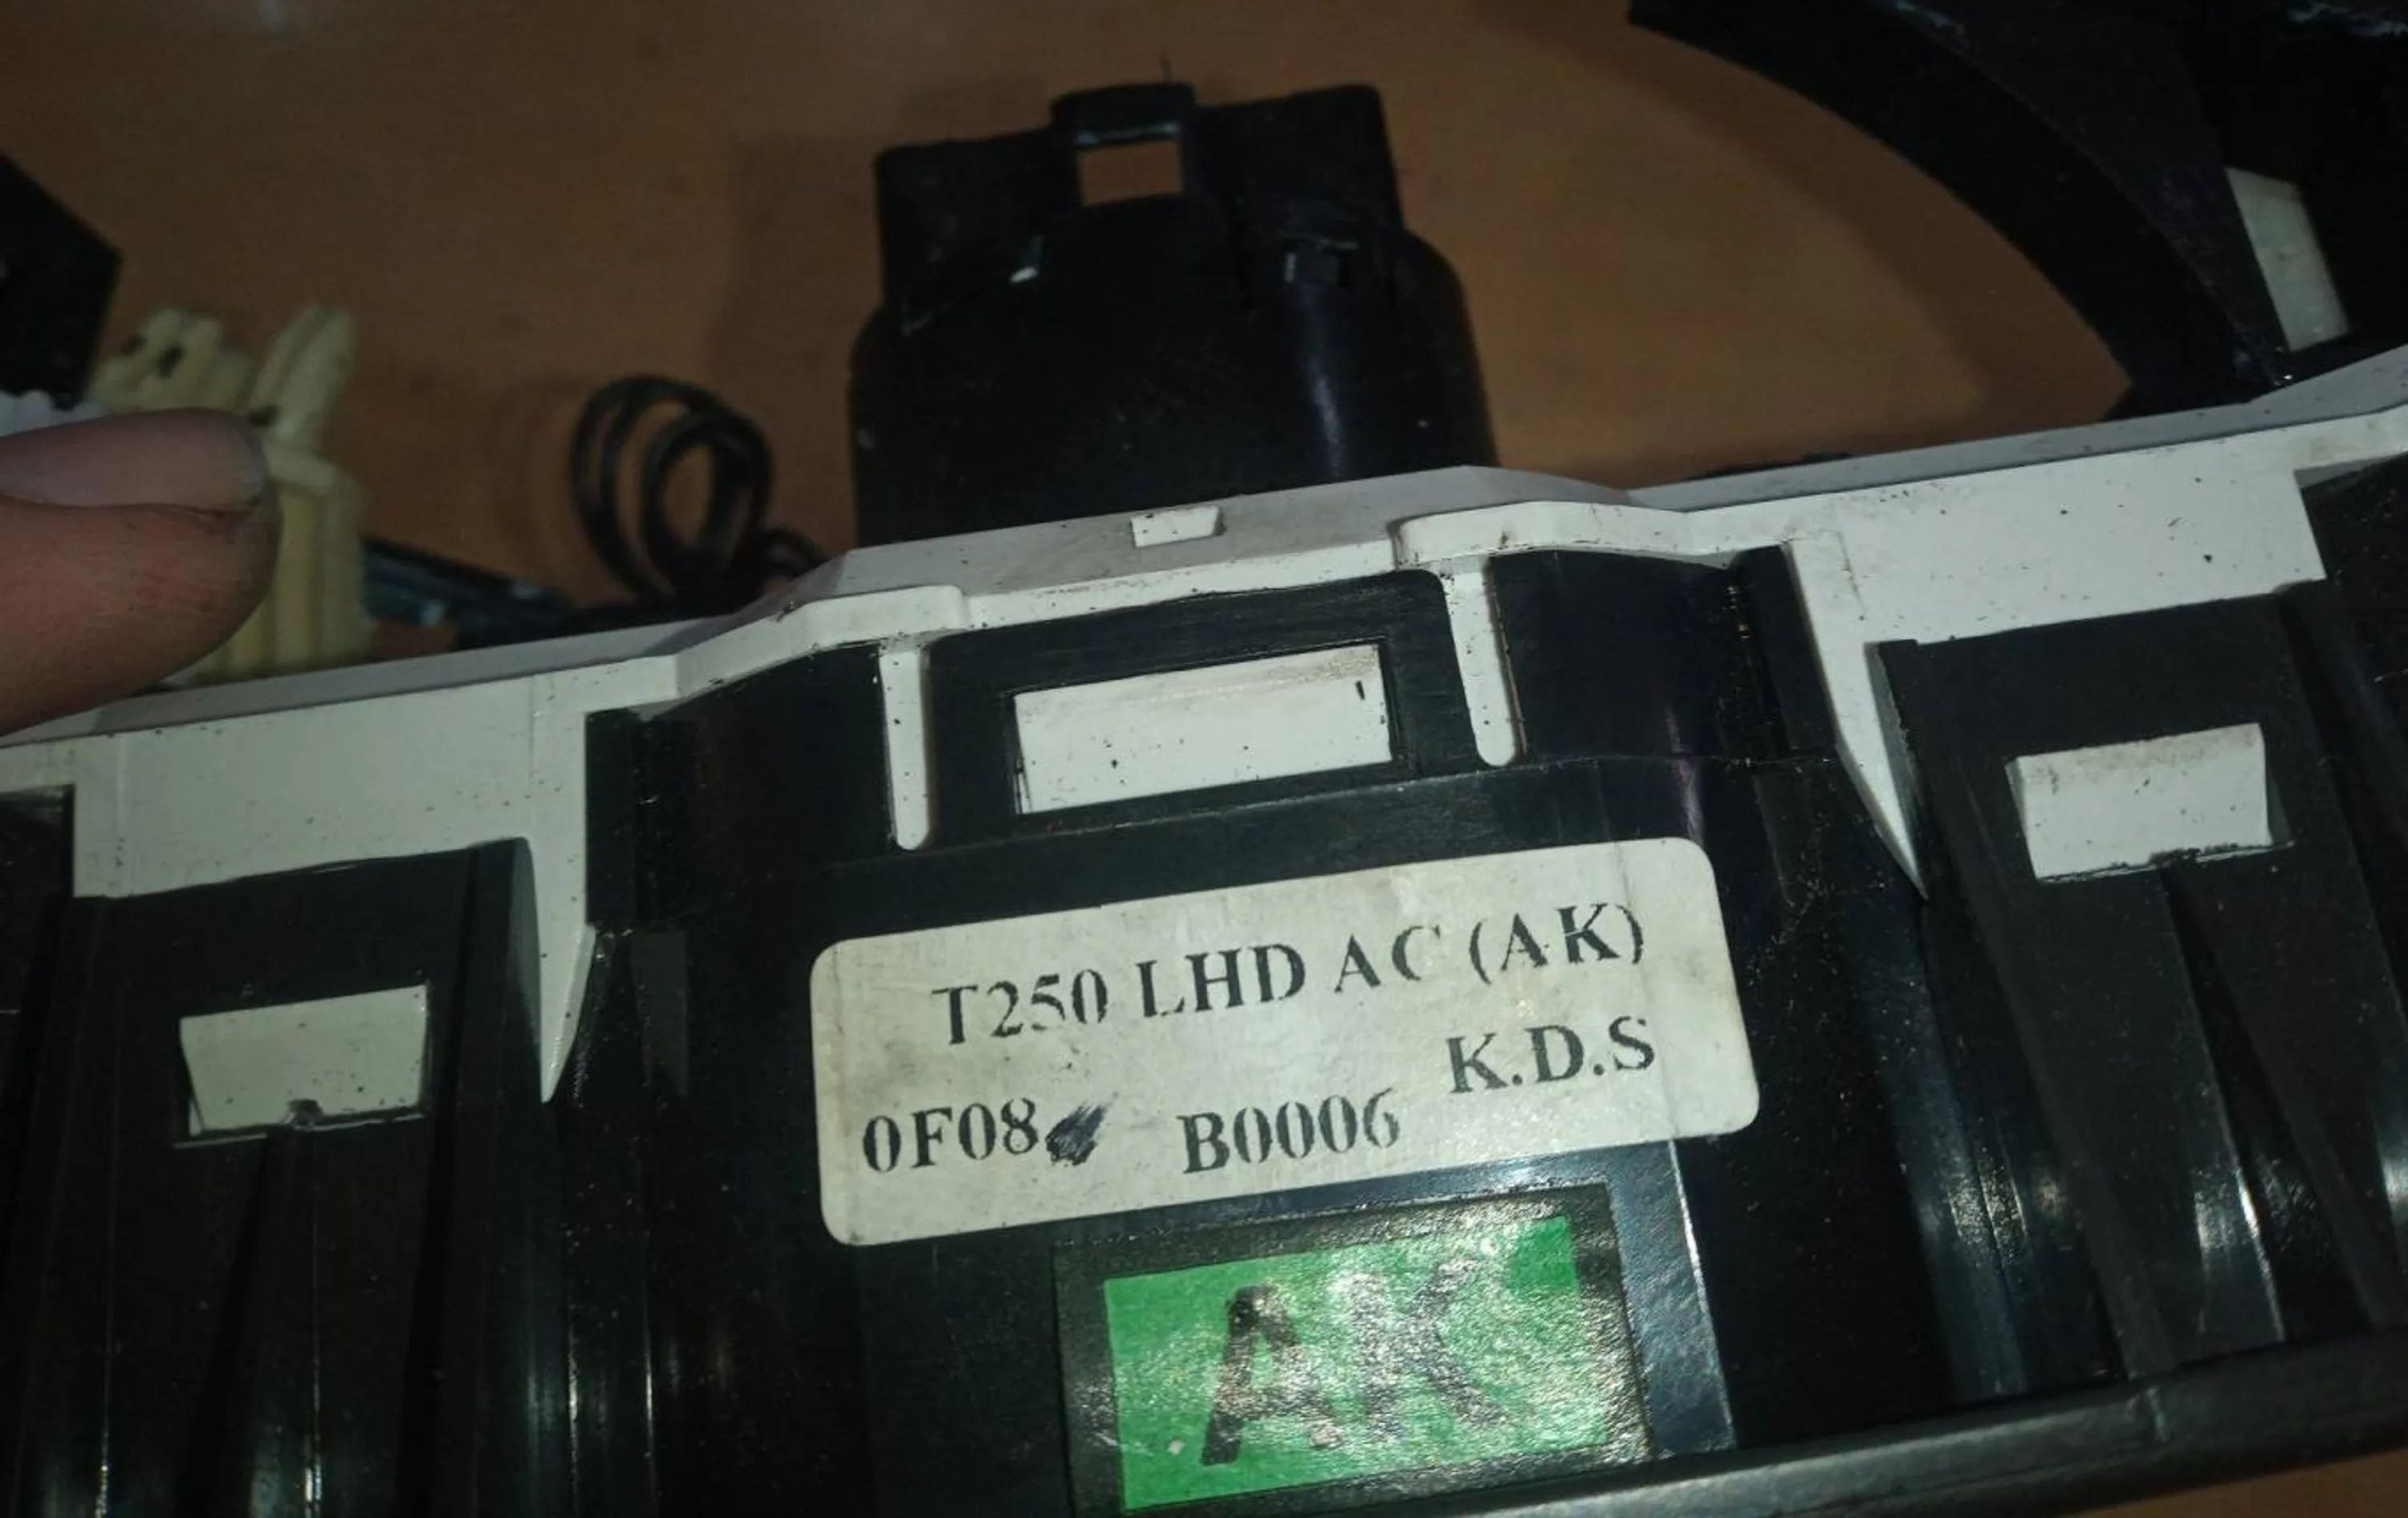 T250 LHD AC (AK)
K.D.S
0F08 B0006
AK